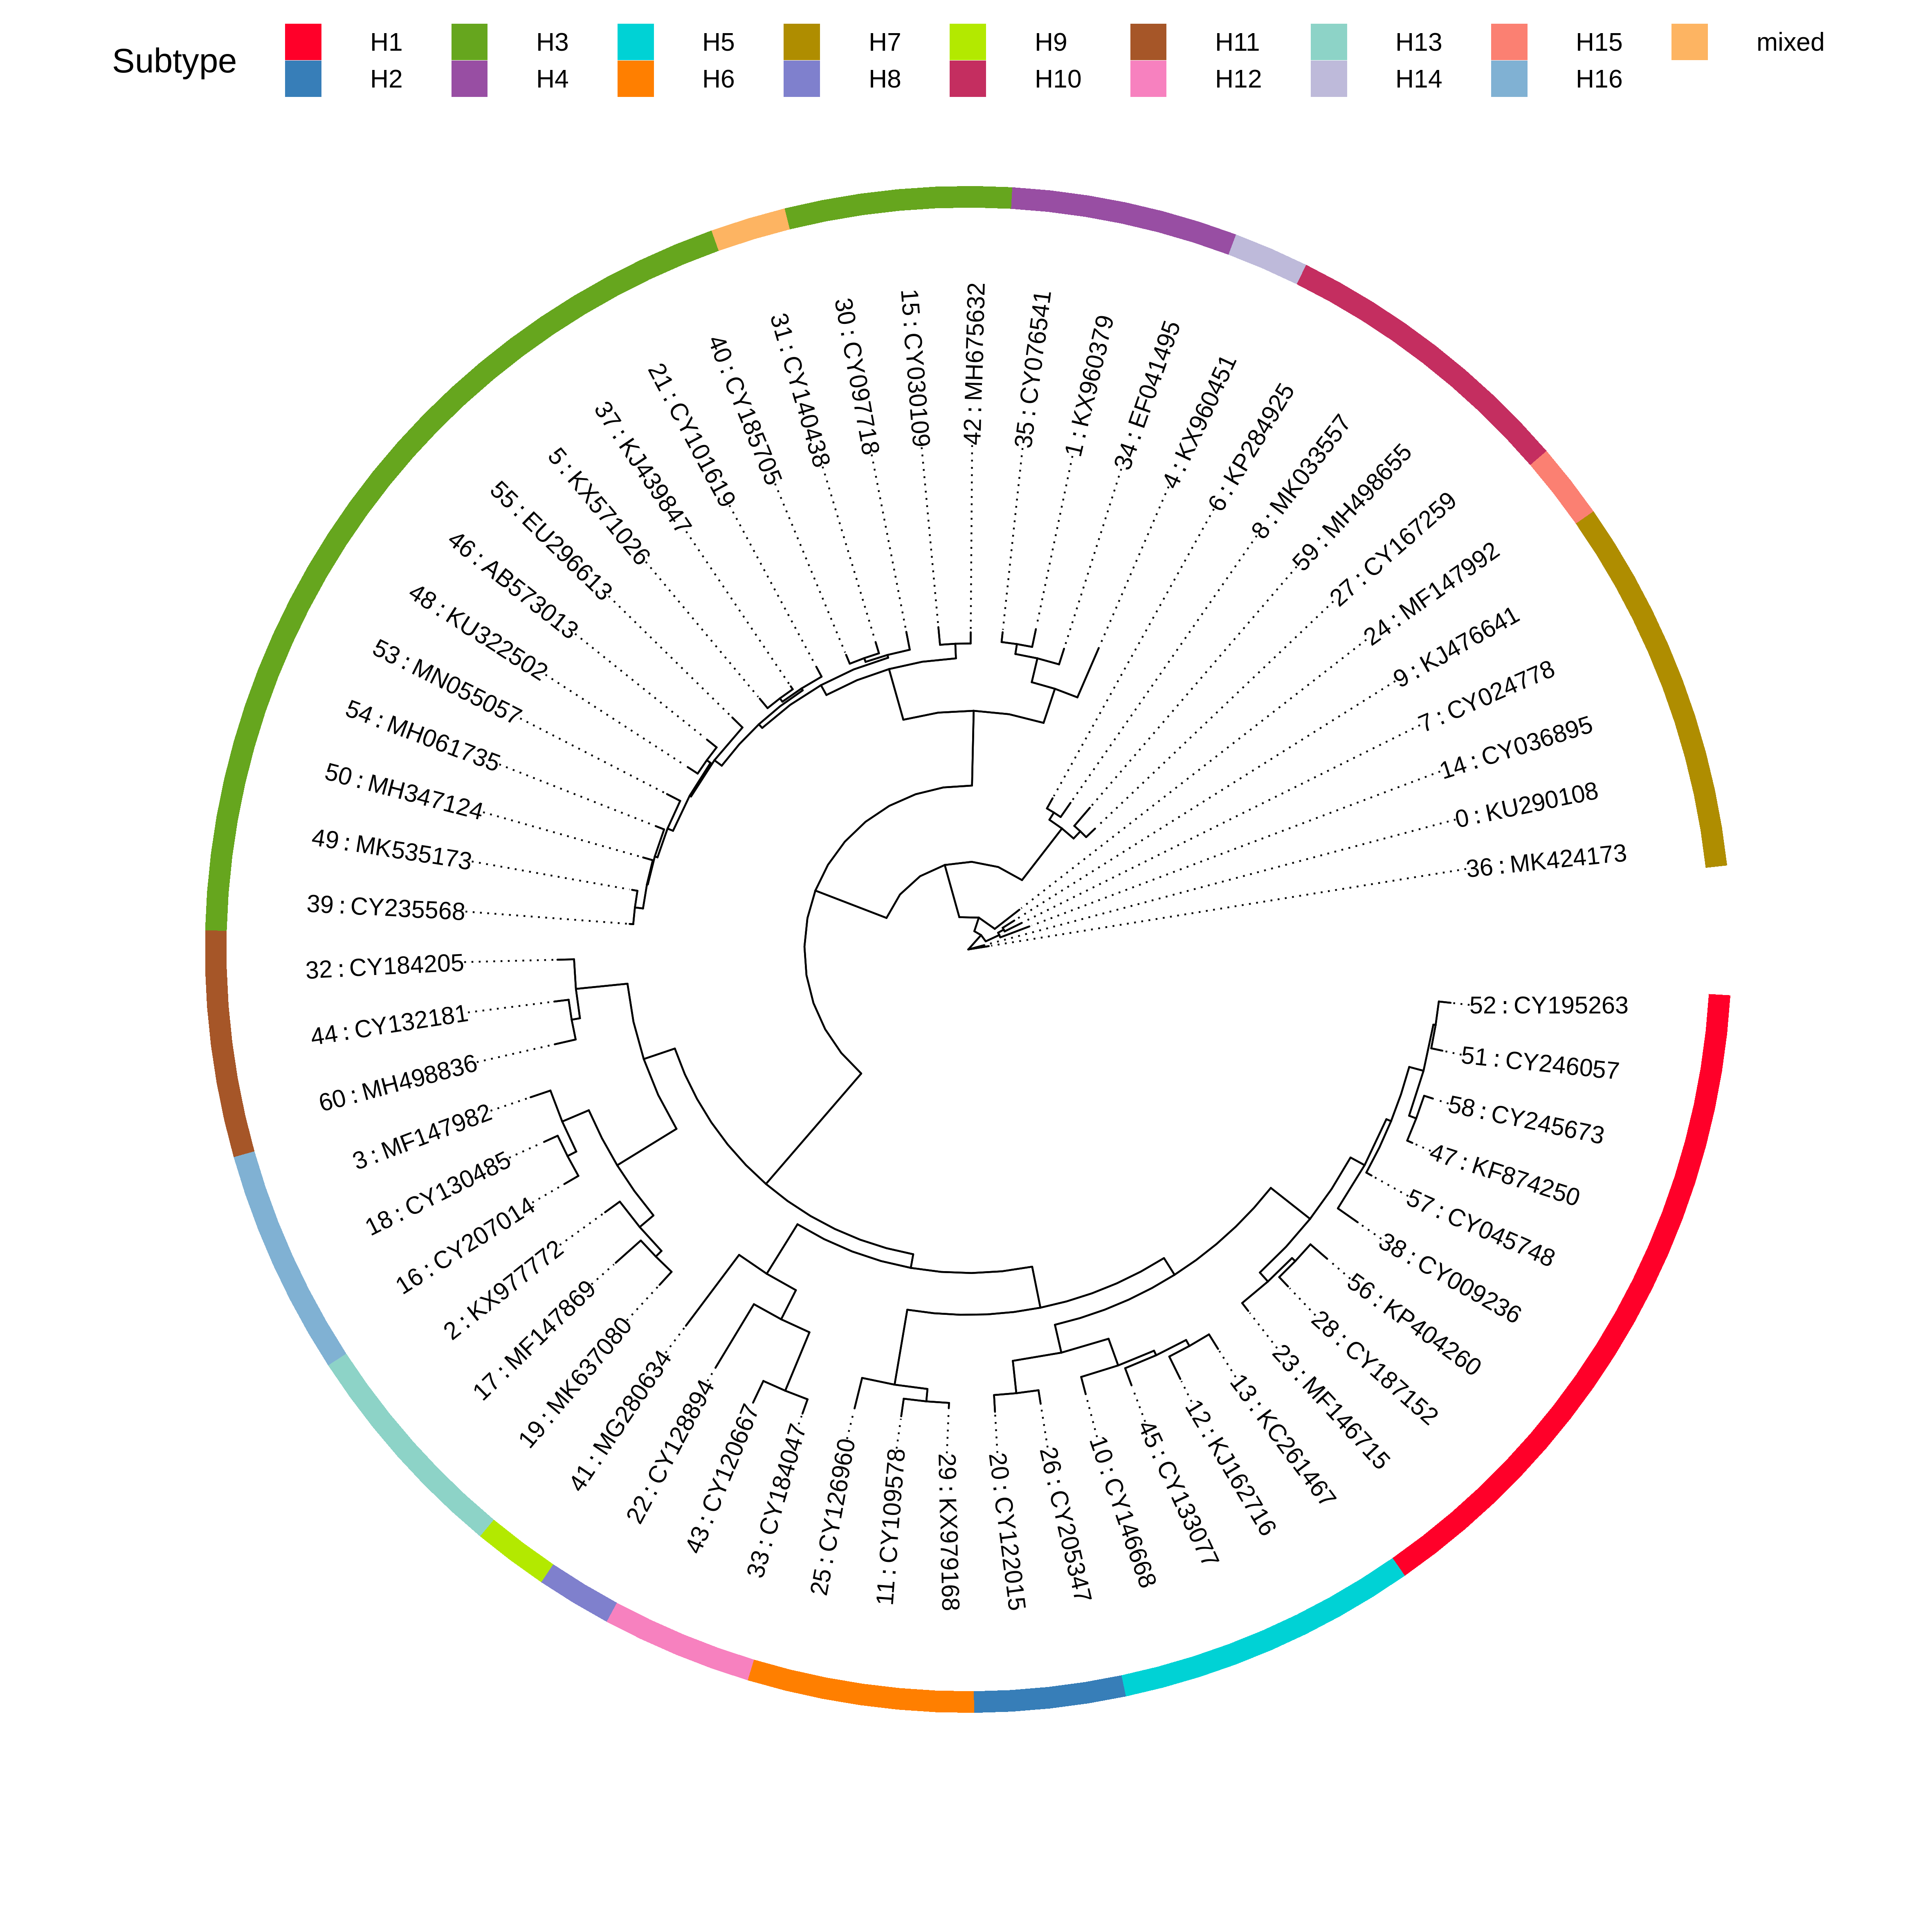 Subtype
H1 H3 H5 H7 H9 H11 H13 H15 mixed
H2 H4 H6 H8 H10 H12 H14 H16
42 : MH675632
35 : CY076541
1 : KX960379
34 : EF041495
4 : KX960451
6 : KP284925
8 : MK033557
59 : MH498655
27 : CY167259
24 : MF147992
9 : KJ476641
7 : CY024778
14 : CY036895
0 : KU290108
36 : MK424173
52 : CY195263
51 : CY246057
58 : CY245673
47 : KF874250
57 : CY045748
38 : CY009236
56 : KP404260
28 : CY187152
23 : MF146715
13 : KC261467
12 : KJ162716
45 : CY133077
10 : CY146668
26 : CY205347
20 : CY122015
29 : KX979168
11 : CY109578
25 : CY126960
33 : CY184047
43 : CY120667
22 : CY128894
41 : MG280634
19 : MK637080
17 : MF147869
2 : KX977772
16 : CY207014
18 : CY130485
3 : MF147982
60 : MH498836
44 : CY132181
32 : CY184205
39 : CY235568
49 : MK535173
50 : MH347124
54 : MH061735
53 : MN055057
48 : KU322502
46 : AB573013
55 : EU296613
5 : KX571026
37 : KJ439847
21 : CY101619
40 : CY185705
31 : CY140438
30 : CY097718
15 : CY030109